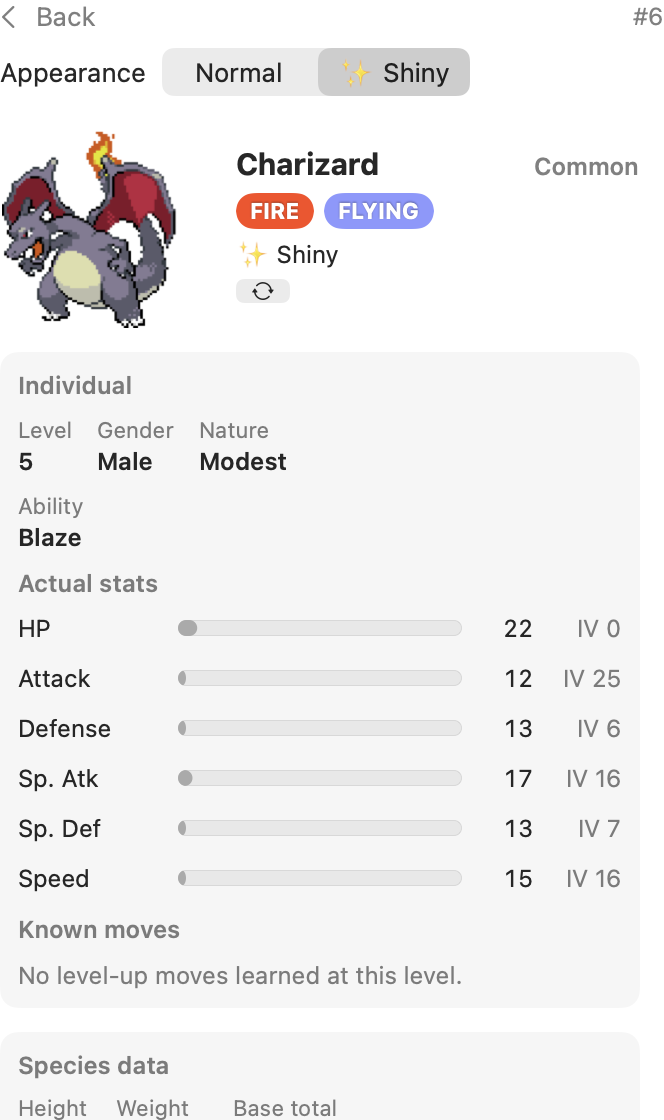 Back #6
Appearance Normal ✨ Shiny
Charizard Common
FIRE FLYING
✨ Shiny
Individual
Level Gender Nature
5 Male Modest
Ability
Blaze
Actual stats
HP 22 IV 0
Attack 12 IV 25
Defense 13 IV 6
Sp. Atk 17 IV 16
Sp. Def 13 IV 7
Speed 15 IV 16
Known moves
No level-up moves learned at this level.
Species data
Height Weight Base total